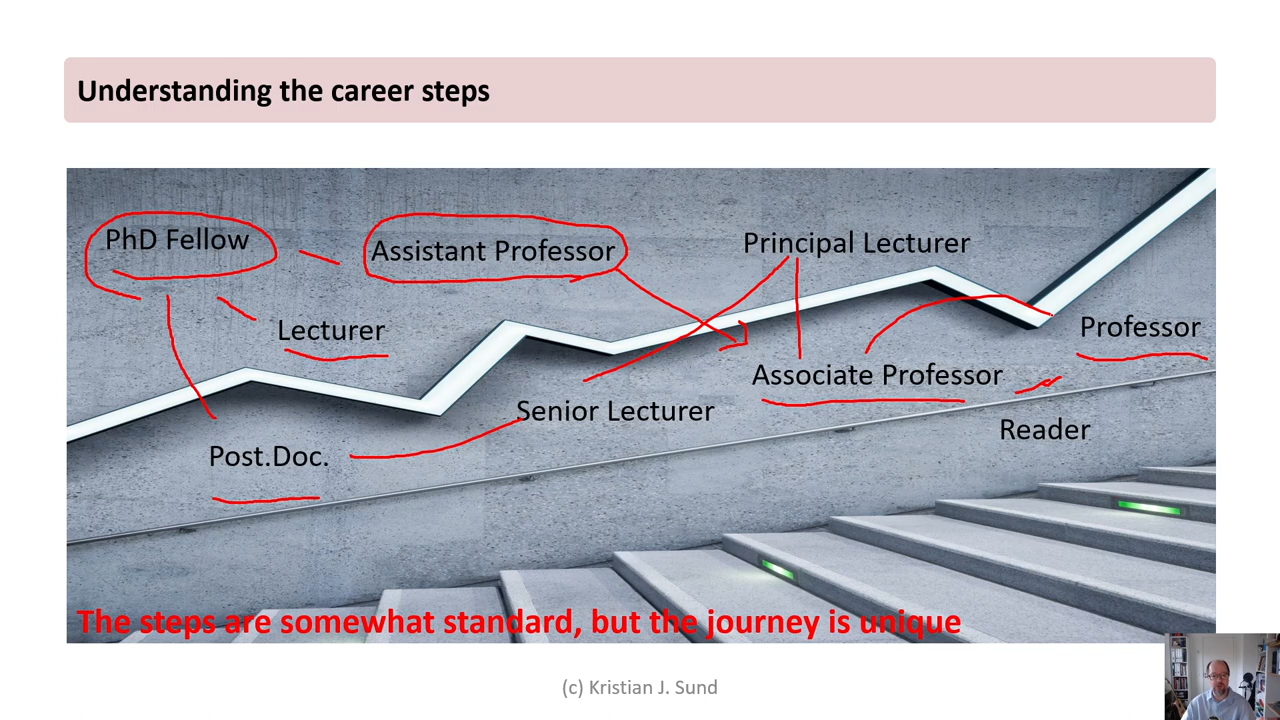 Understanding the career steps
PhD Fellow
Assistant Professor
Principal Lecturer
Lecturer
Professor
Associate Professor
Senior Lecturer
Reader
Post.Doc.
The steps are somewhat standard, but the journey is unique
(c) Kristian J. Sund